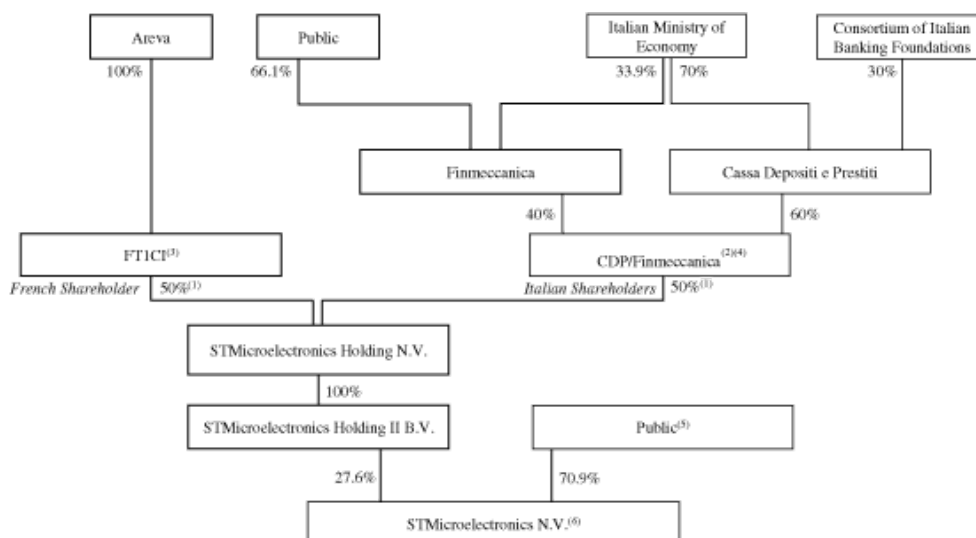 Areva
Public
Italian Ministry of
Economy
Consortium of Italian
Banking Foundations
100%
66.1%
33.9%
70%
30%
Finmeccanica
Cassa Depositi e Prestiti
40%
60%
FT1CI(3)
CDP/Finmeccanica(2)(4)
French Shareholder
50%(1)
Italian Shareholders
50%(1)
STMicroelectronics Holding N.V.
100%
STMicroelectronics Holding II B.V.
Public(5)
27.6%
70.9%
STMicroelectronics N.V.(6)